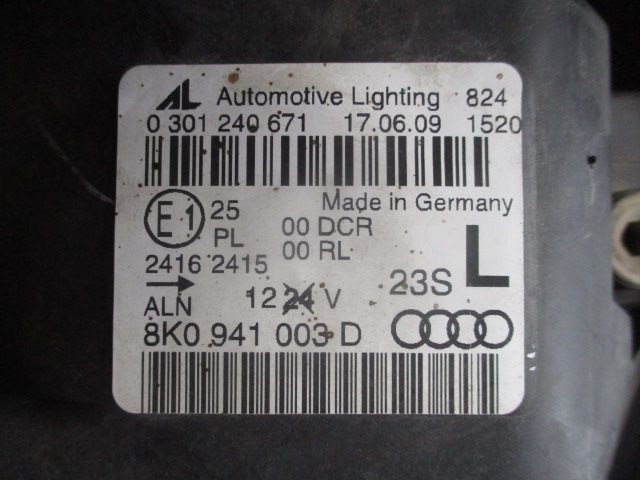 AL Automotive Lighting 824
0 301 240 671 17.06.09 1520
Made in Germany
E1 25 00 DCR
PL 00 RL L
2416 2415 23S
12 24 V
ALN
8K0 941 003 D